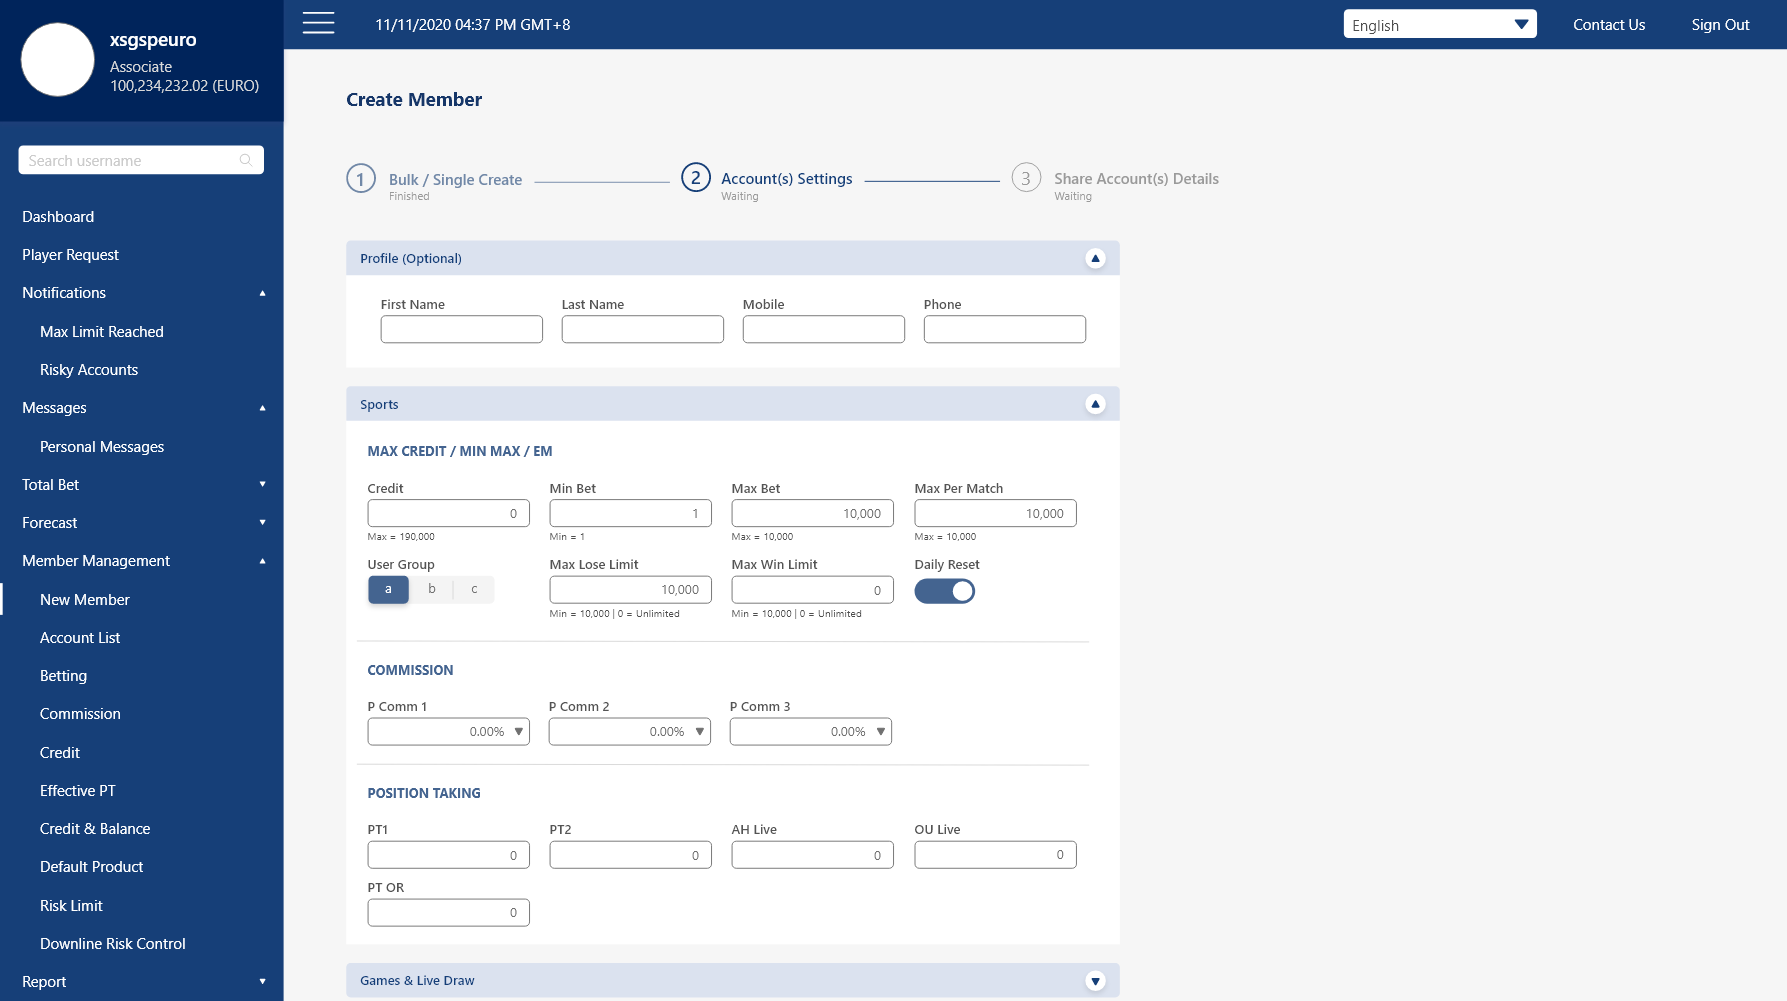 xsgspeuro
Associate
100,234,232.02 (EURO)
Search username
Dashboard
Player Request
Notifications
Max Limit Reached
Risky Accounts
Messages
Personal Messages
Total Bet
Forecast
Member Management
New Member
Account List
Betting
Commission
Credit
Effective PT
Credit & Balance
Default Product
Risk Limit
Downline Risk Control
Report
11/11/2020 04:37 PM GMT+8
English
Contact Us
Sign Out
Create Member
1 Bulk / Single Create
Finished
2 Account(s) Settings
Waiting
3 Share Account(s) Details
Waiting
Profile (Optional)
First Name Last Name Mobile Phone
Sports
MAX CREDIT / MIN MAX / EM
Credit Min Bet Max Bet Max Per Match
0 1 10,000 10,000
Max = 190,000 Min = 1 Max = 10,000 Max = 10,000
User Group Max Lose Limit Max Win Limit Daily Reset
a b c 10,000 0
Min = 10,000 | 0 = Unlimited Min = 10,000 | 0 = Unlimited
COMMISSION
P Comm 1 P Comm 2 P Comm 3
0.00% 0.00% 0.00%
POSITION TAKING
PT1 PT2 AH Live OU Live
0 0 0 0
PT OR
0
Games & Live Draw